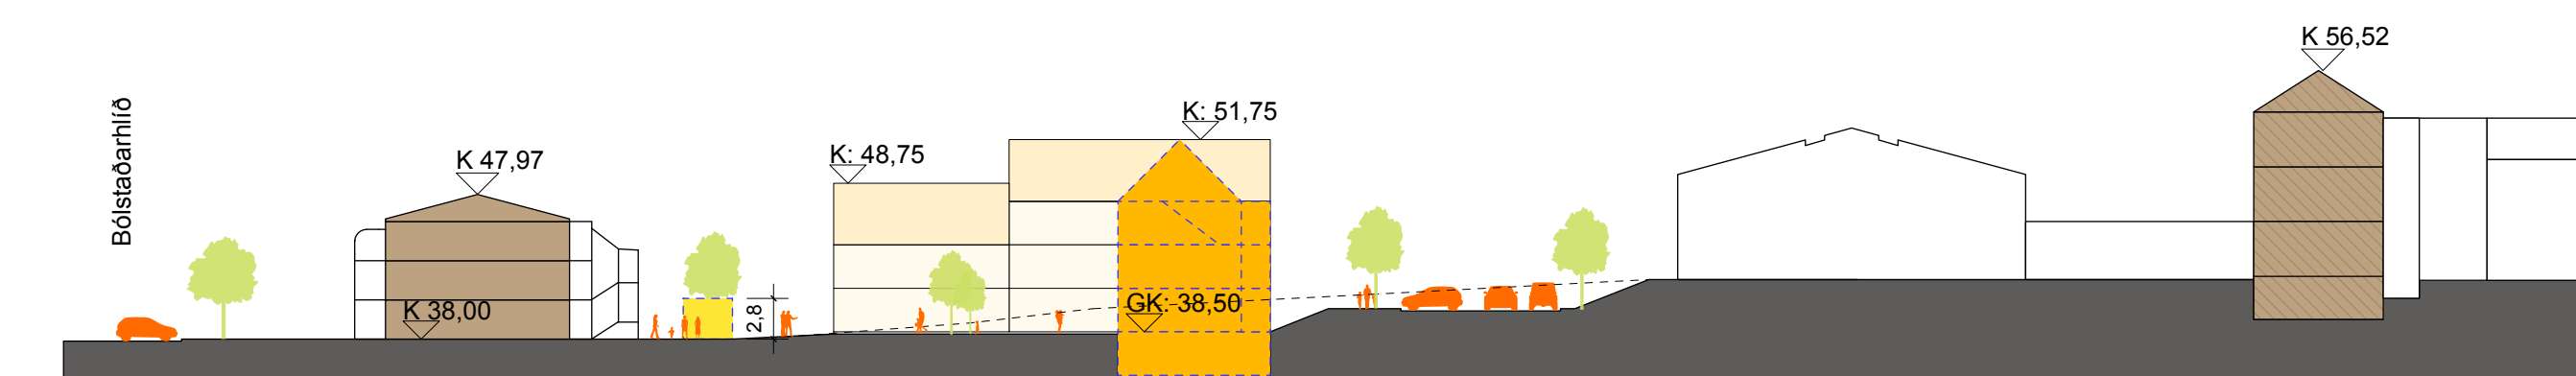 Bólstaðarhlíð
K 47,97
K 38,00
2,8
K: 48,75
K: 51,75
GK: 38,50
K 56,52